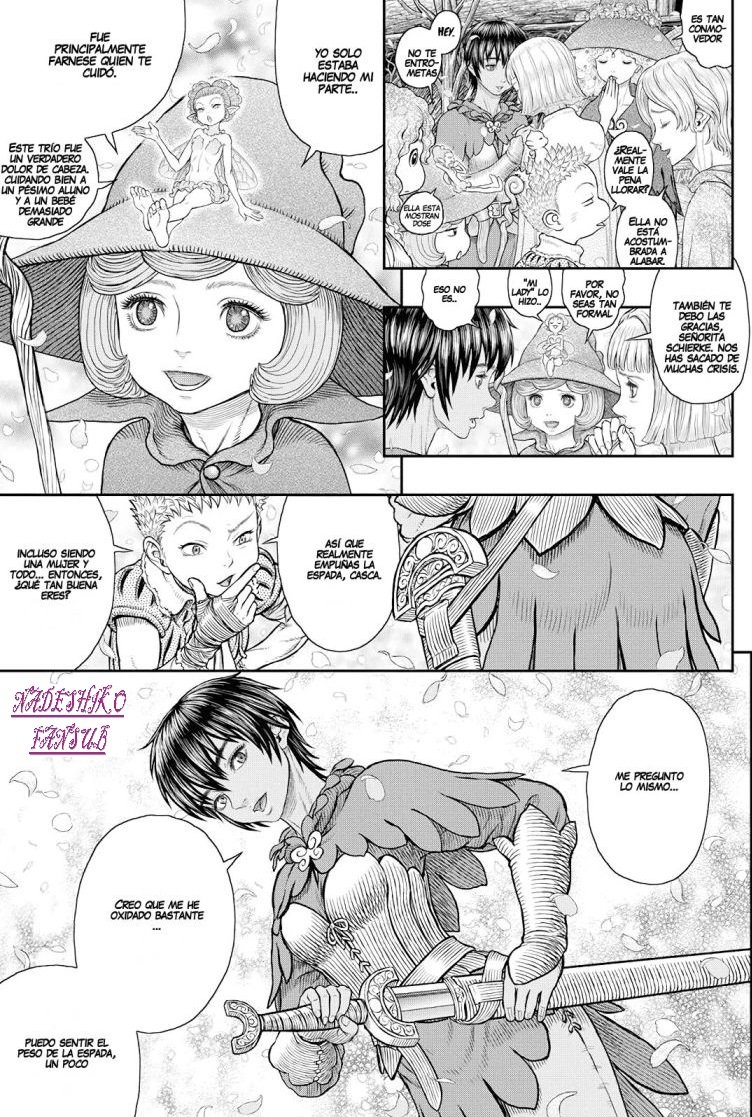 ES TAN
CONMO-
VEDOR
HEY.
NO TE
ENTRO-
METAS
¿REAL-
MENTE
VALE LA
PENA
LLORAR?
ELLA ESTA
MOSTRAN
DOSE
ELLA NO
ESTÁ
ACOSTUM-
BRADA A
ALABAR.
TAMBIÉN TE
DEBO LAS
GRACIAS,
SEÑORITA
SCHIERKE. NOS
HAS SACADO DE
MUCHAS CRISIS.
POR
FAVOR, NO
SEAS TAN
FORMAL
"MI
LADY" LO
HIZO..
ESO NO
ES..
YO SOLO
ESTABA
HACIENDO MI
PARTE..
FUE
PRINCIPALMENTE
FARNESE QUIEN TE
CUIDÓ.
ESTE TRÍO FUE
UN VERDADERO
DOLOR DE CABEZA.
CUIDANDO BIEN A
UN PÉSIMO ALUNO
Y A UN BEBÉ
DEMASIADO
GRANDE
ASÍ QUE
REALMENTE
EMPUÑAS LA
ESPADA, CASCA.
INCLUSO SIENDO
UNA MUJER Y
TODO... ENTONCES,
¿QUÉ TAN BUENA
ERES?
NADESHIKO
FANSUB
ME PREGUNTO
LO MISMO...
CREO QUE ME HE
OXIDADO BASTANTE
...
PUEDO SENTIR EL
PESO DE LA ESPADA,
UN POCO